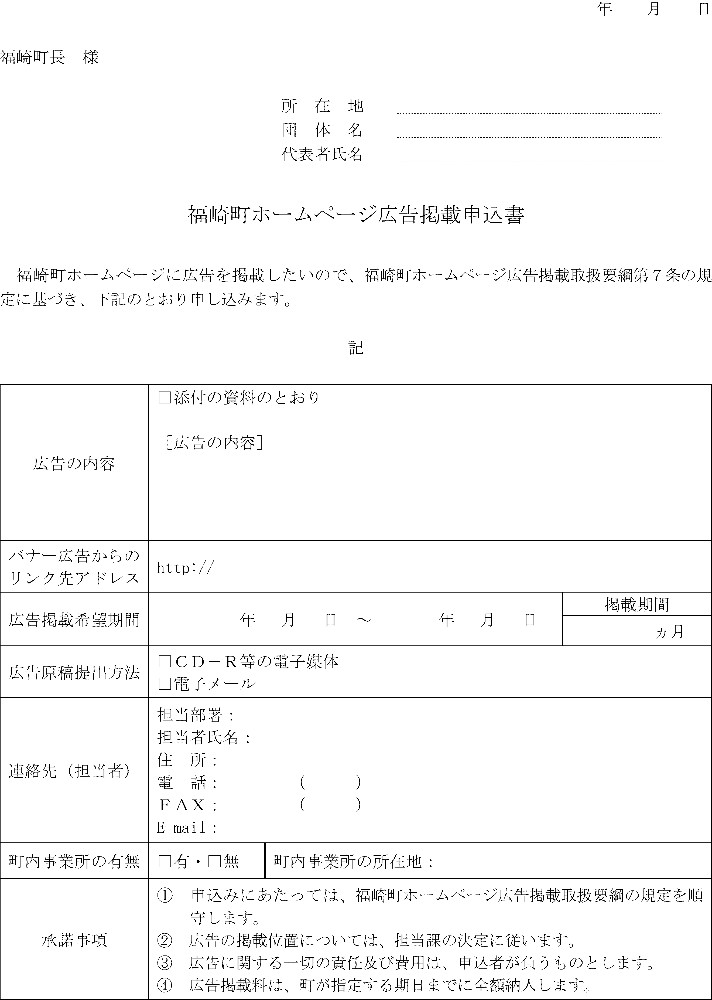 年　　月　　日
福崎町長　様
所　在　地
団　体　名
代表者氏名
福崎町ホームページ広告掲載申込書
福崎町ホームページに広告を掲載したいので、福崎町ホームページ広告掲載取扱要綱第７条の規
定に基づき、下記のとおり申し込みます。
記
広告の内容
□添付の資料のとおり
［広告の内容］
バナー広告からの
リンク先アドレス
http://
広告掲載希望期間
年　　月　　日　～　　　　年　　月　　日
掲載期間
ヵ月
広告原稿提出方法
□ＣＤ－Ｒ等の電子媒体
□電子メール
連絡先（担当者）
担当部署：
担当者氏名：
住　所：
電　話：　　　　　（　　　）
ＦＡＸ：　　　　　（　　　）
E-mail：
町内事業所の有無
□有・□無
町内事業所の所在地：
承諾事項
①　申込みにあたっては、福崎町ホームページ広告掲載取扱要綱の規定を順
守します。
②　広告の掲載位置については、担当課の決定に従います。
③　広告に関する一切の責任及び費用は、申込者が負うものとします。
④　広告掲載料は、町が指定する期日までに全額納入します。